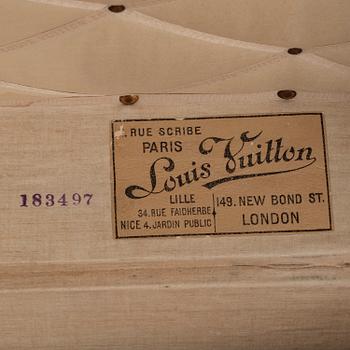 1. RUE SCRIBE
PARIS
Louis Vuitton
LILLE
34. RUE FAIDHERBE
NICE 4. JARDIN PUBLIC
149. NEW BOND ST.
LONDON
183497